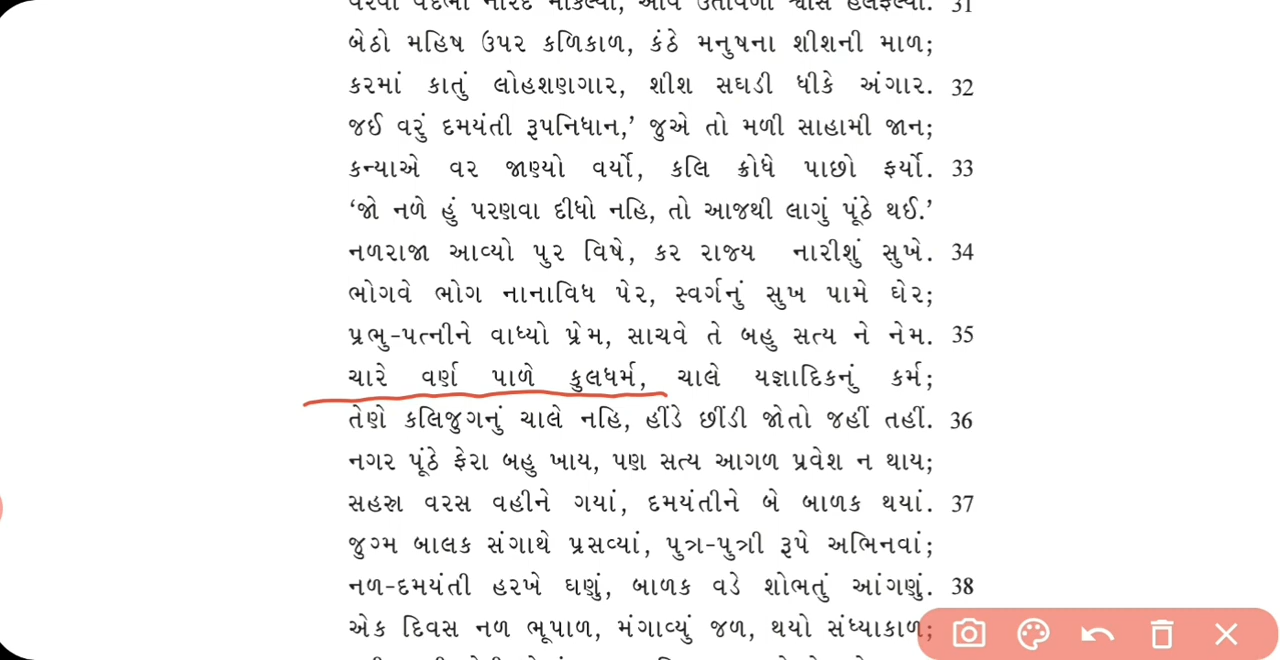 બેઠો મહિષ ઉપર કળિકાળ, કંઠે મનુષના શીશની માળ;
કરમાં કાતું લોહશણગાર, શીશ સઘડી ધીકે અંગાર. 32
જઈ વરું દમયંતી રૂપનિધાન,’ જુએ તો મળી સાહામી જાન;
કન્યાએ વર જાણ્યો વર્યો, કલિ ક્રોધે પાછો ફર્યો. 33
‘જો નળે હું પરણવા દીધો નહિ, તો આજથી લાગું પૂંઠે થઈ.’
નળરાજા આવ્યો પુર વિષે, કર રાજ્ય નારીશું સુખે. 34
ભોગવે ભોગ નાનાવિધ પેર, સ્વર્ગનું સુખ પામે ઘેર;
પ્રભુ-પત્નીને વાધ્યો પ્રેમ, સાચવે તે બહુ સત્ય ને નેમ. 35
ચારે વર્ણ પાળે કુલધર્મ, ચાલે યજ્ઞાદિકનું કર્મ;
તેણે કલિજુગનું ચાલે નહિ, હીંડે છીંડી જોતો જહીં તહીં. 36
નગર પૂંઠે ફેરા બહુ ખાય, પણ સત્ય આગળ પ્રવેશ ન થાય;
સહસ્ર વરસ વહીને ગયાં, દમયંતીને બે બાળક થયાં. 37
જુગ્મ બાલક સંગાથે પ્રસવ્યાં, પુત્ર-પુત્રી રૂપે અભિનવાં;
નળ-દમયંતી હરખે ઘણું, બાળક વડે શોભતું આંગણું. 38
એક દિવસ નળ ભૂપાળ, મંગાવ્યું જળ, થયો સંધ્યાકાળ;